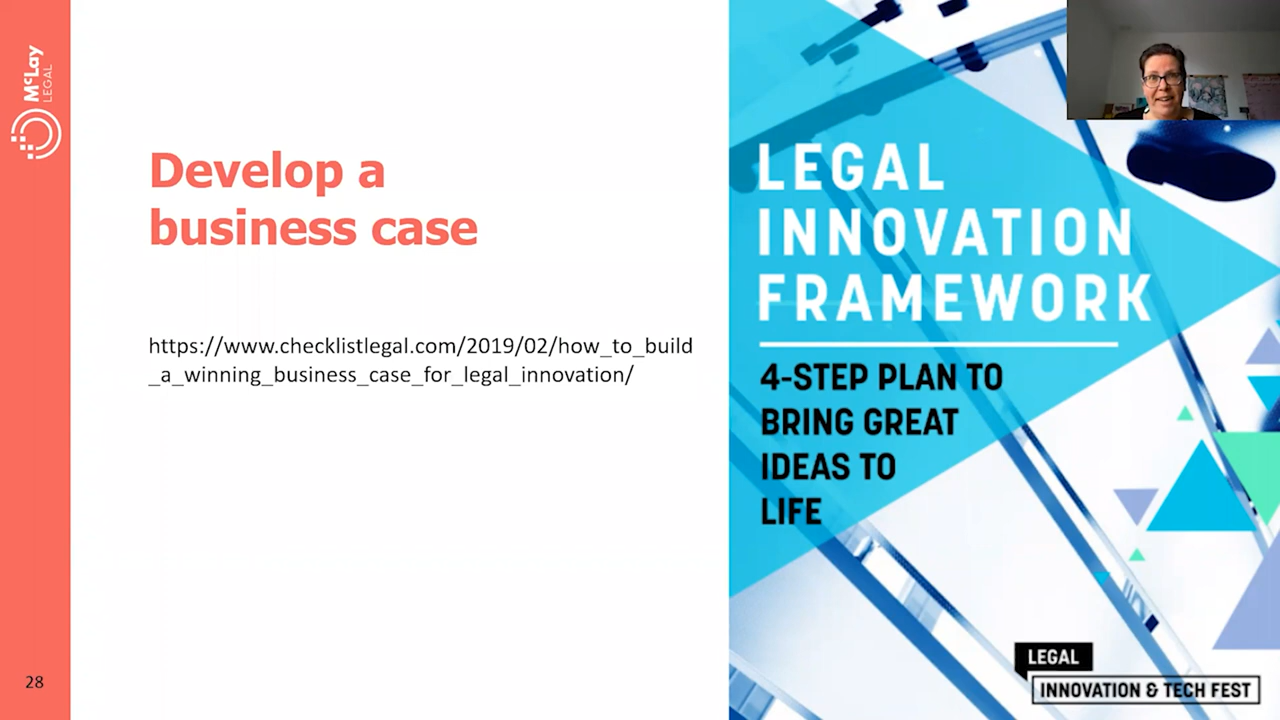 McLay
LEGAL
Develop a
business case
https://www.checklistlegal.com/2019/02/how_to_build
_a_winning_business_case_for_legal_innovation/
28
LEGAL
INNOVATION
FRAMEWORK
4-STEP PLAN TO
BRING GREAT
IDEAS TO
LIFE
LEGAL
INNOVATION & TECH FEST